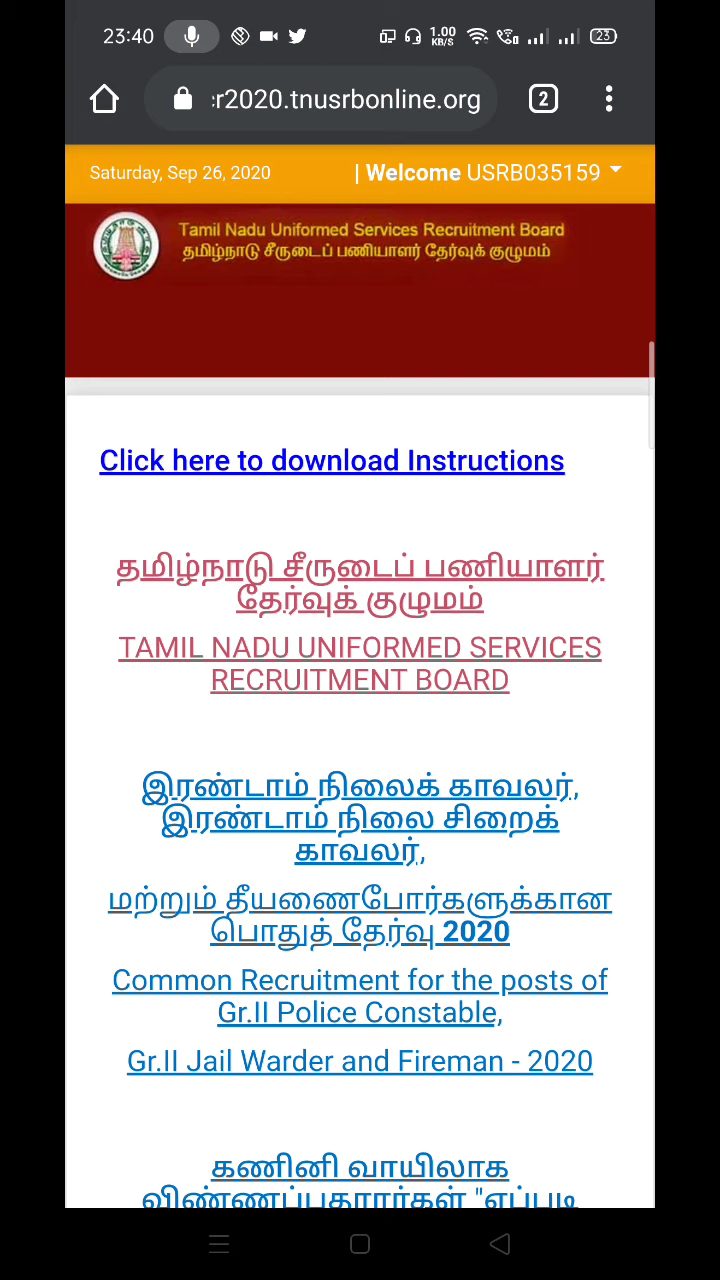 23:40 1.00 KB/S 23
:r2020.tnusrbonline.org 2
Saturday, Sep 26, 2020 | Welcome USRB035159
Tamil Nadu Uniformed Services Recruitment Board
தமிழ்நாடு சீருடைப் பணியாளர் தேர்வுக் குழுமம்
Click here to download Instructions
தமிழ்நாடு சீருடைப் பணியாளர்
தேர்வுக் குழுமம்
TAMIL NADU UNIFORMED SERVICES
RECRUITMENT BOARD
இரண்டாம் நிலைக் காவலர்,
இரண்டாம் நிலை சிறைக்
காவலர்,
மற்றும் தீயணைபோர்களுக்கான
பொதுத் தேர்வு 2020
Common Recruitment for the posts of
Gr.II Police Constable,
Gr.II Jail Warder and Fireman - 2020
கணினி வாயிலாக
"எப்படி